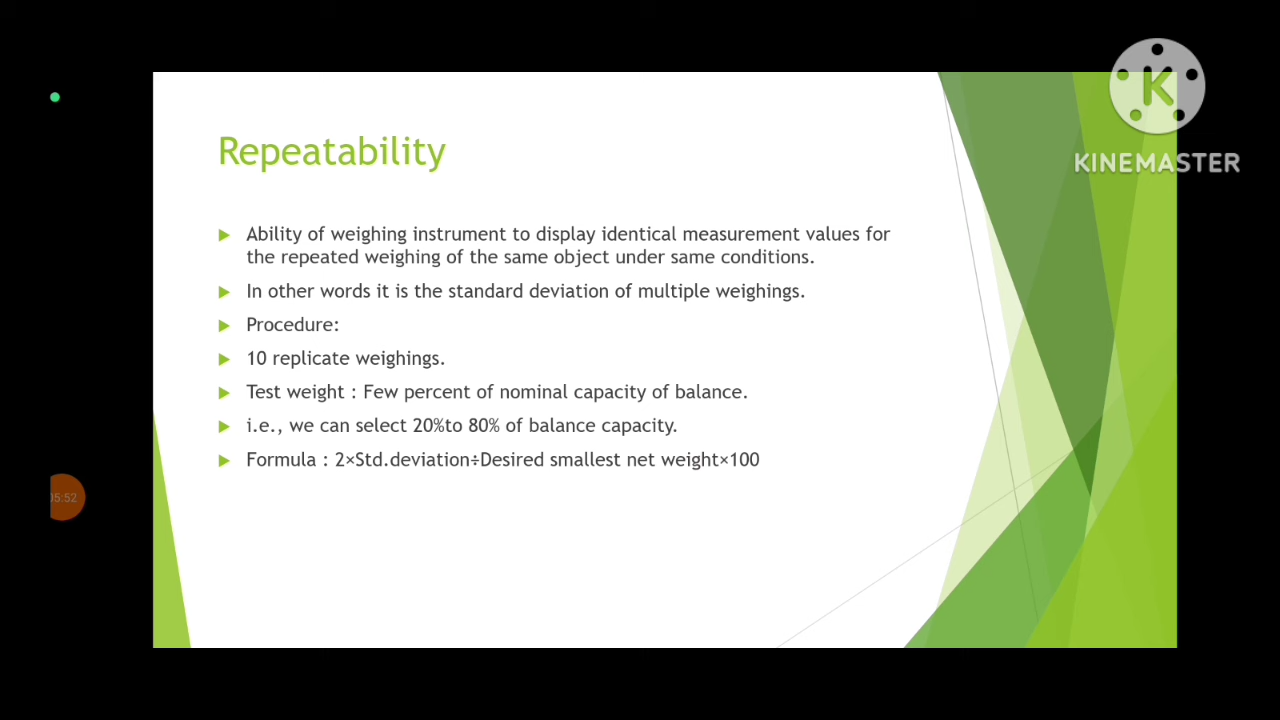 K
KINEMASTER
Repeatability
Ability of weighing instrument to display identical measurement values for
the repeated weighing of the same object under same conditions.
In other words it is the standard deviation of multiple weighings.
Procedure:
10 replicate weighings.
Test weight : Few percent of nominal capacity of balance.
i.e., we can select 20%to 80% of balance capacity.
Formula : 2×Std.deviation÷Desired smallest net weight×100